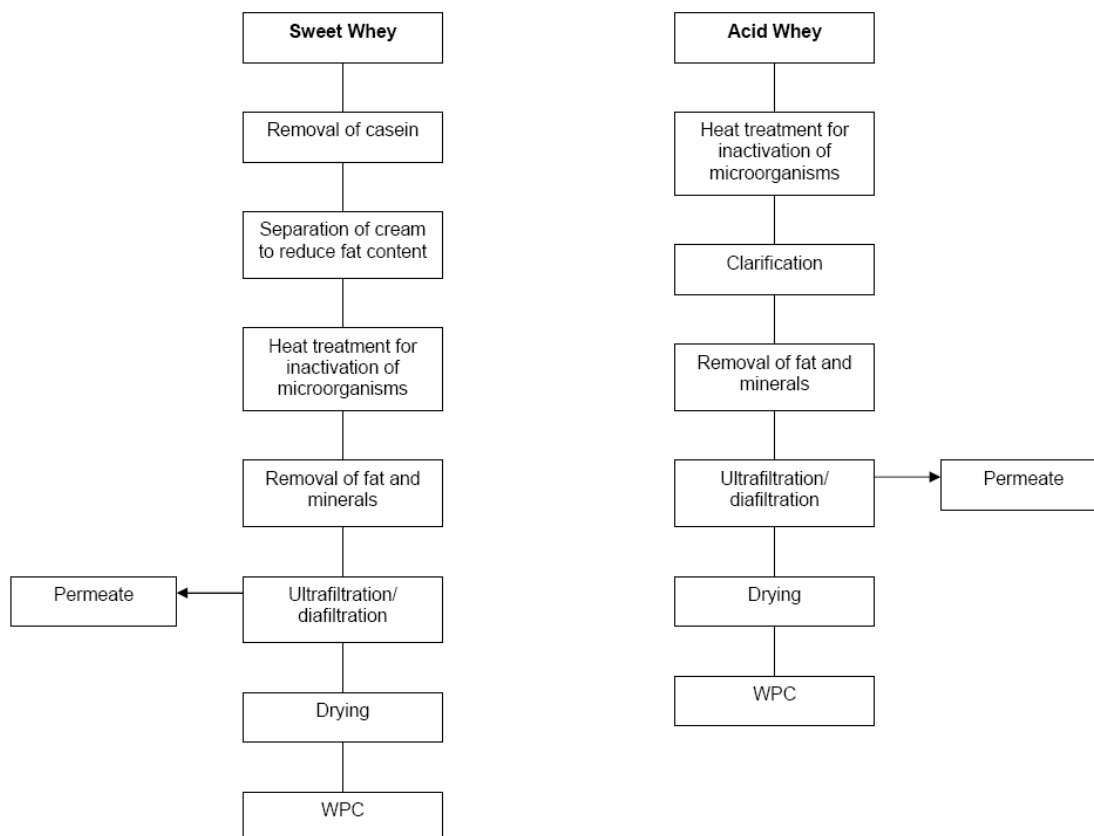 Sweet Whey
Removal of casein
Separation of cream
to reduce fat content
Heat treatment for
inactivation of
microorganisms
Removal of fat and
minerals
Permeate
Ultrafiltration/
diafiltration
Drying
WPC
Acid Whey
Heat treatment for
inactivation of
microorganisms
Clarification
Removal of fat and
minerals
Ultrafiltration/
diafiltration
Permeate
Drying
WPC